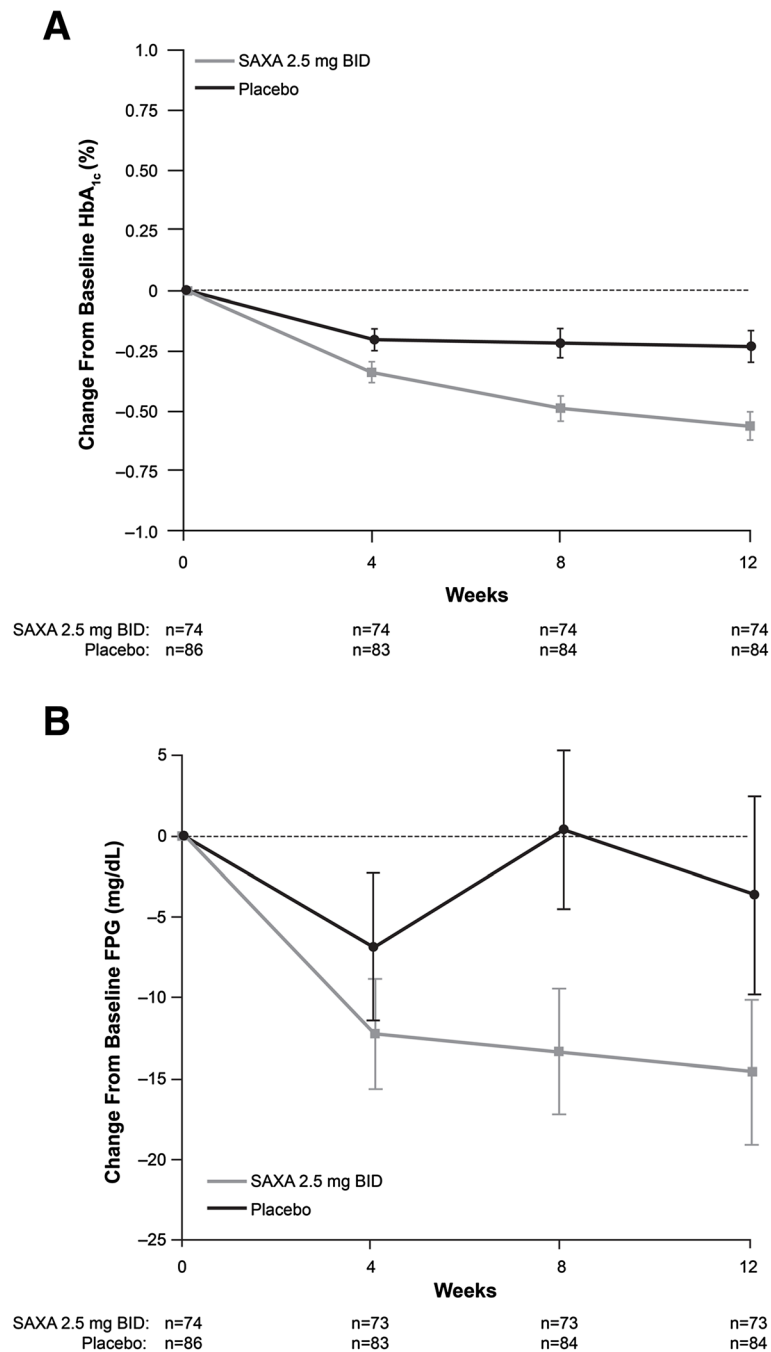 A
1.0
SAXA 2.5 mg BID
Placebo
0.75
0.50
0.25
0
–0.25
–0.50
–0.75
–1.0
Change From Baseline HbA1c (%)
0 4 8 12
Weeks
SAXA 2.5 mg BID: n=74 n=74 n=74 n=74
Placebo: n=86 n=83 n=84 n=84
B
5
0
–5
–10
–15
–20
–25
Change From Baseline FPG (mg/dL)
SAXA 2.5 mg BID
Placebo
0 4 8 12
Weeks
SAXA 2.5 mg BID: n=74 n=73 n=73 n=73
Placebo: n=86 n=83 n=84 n=84